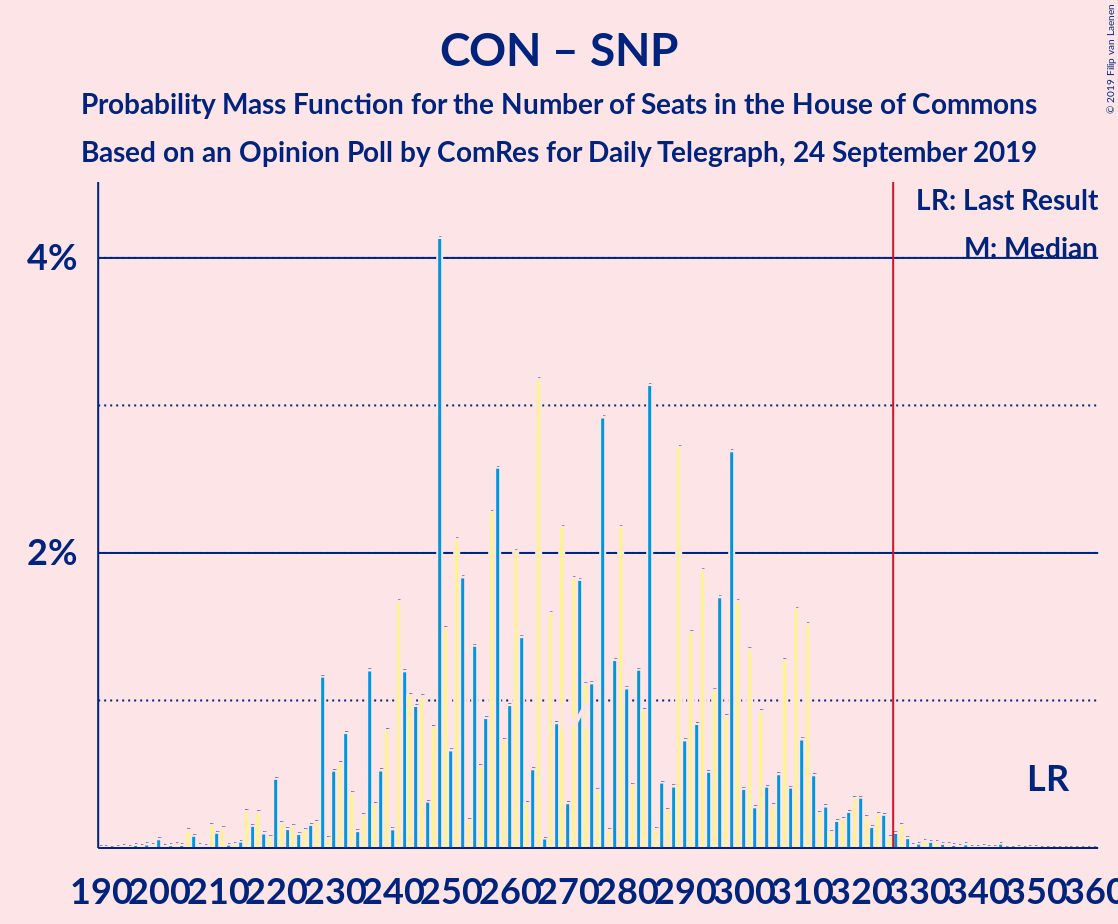 CON – SNP
Probability Mass Function for the Number of Seats in the House of Commons
Based on an Opinion Poll by ComRes for Daily Telegraph, 24 September 2019
© 2019 Filip van Laenen
LR: Last Result
M: Median
4%
2%
LR
190 200 210 220 230 240 250 260 270 280 290 300 310 320 330 340 350 360